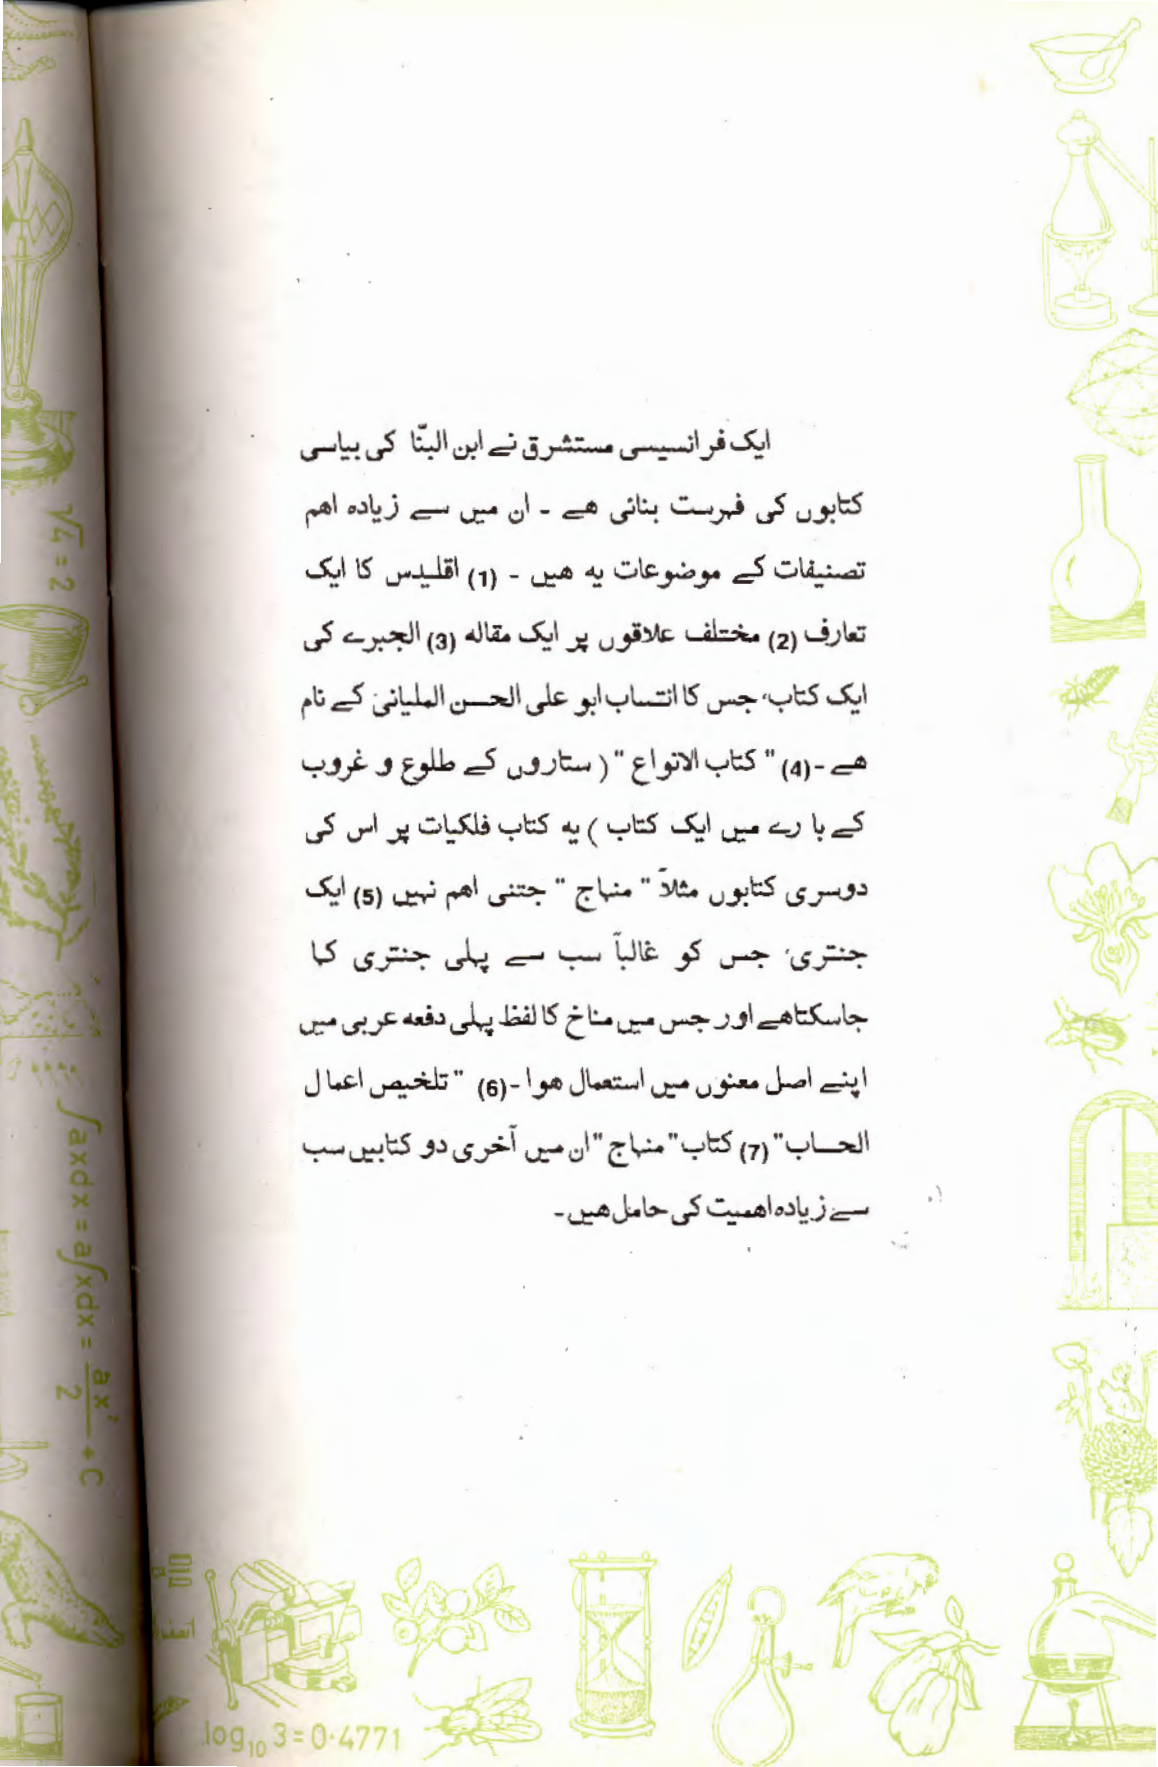 ایک فرانسیسی مستشرق نے ابن البنّا کی بیاسی
کتابوں کی فہرست بنائی ھے ۔ ان میں سے زیادہ اھم
تصنیفات کے موضوعات یہ ھیں ۔ (1) اقلیدس کا ایک
تعارف (2) مختلف علاقوں پر ایک مقالہ (3) الجبرے کی
ایک کتاب، جس کا انتساب ابو علی الحسن الملیانی کے نام
ھے ۔(4) " کتاب الانواع " ( ستاروں کے طلوع و غروب
کے بارے میں ایک کتاب ) یہ کتاب فلکیات پر اس کی
دوسری کتابوں مثلاً " منہاج " جتنی اھم نہیں (5) ایک
جنتری، جس کو غالباً سب سے پہلی جنتری کہا
جاسکتاھے اور جس میں مناخ کا لفظ پہلی دفعہ عربی میں
اپنے اصل معنوں میں استعمال ھوا ۔(6) " تلخیص اعمال
الحساب" (7) کتاب "منہاج " ان میں آخری دو کتابیں سب
سے زیادہ اھمیت کی حامل ھیں۔
√4 = 2
∫axdx = a∫xdx = ax²/2 + C
log₁₀ 3 = 0·4771